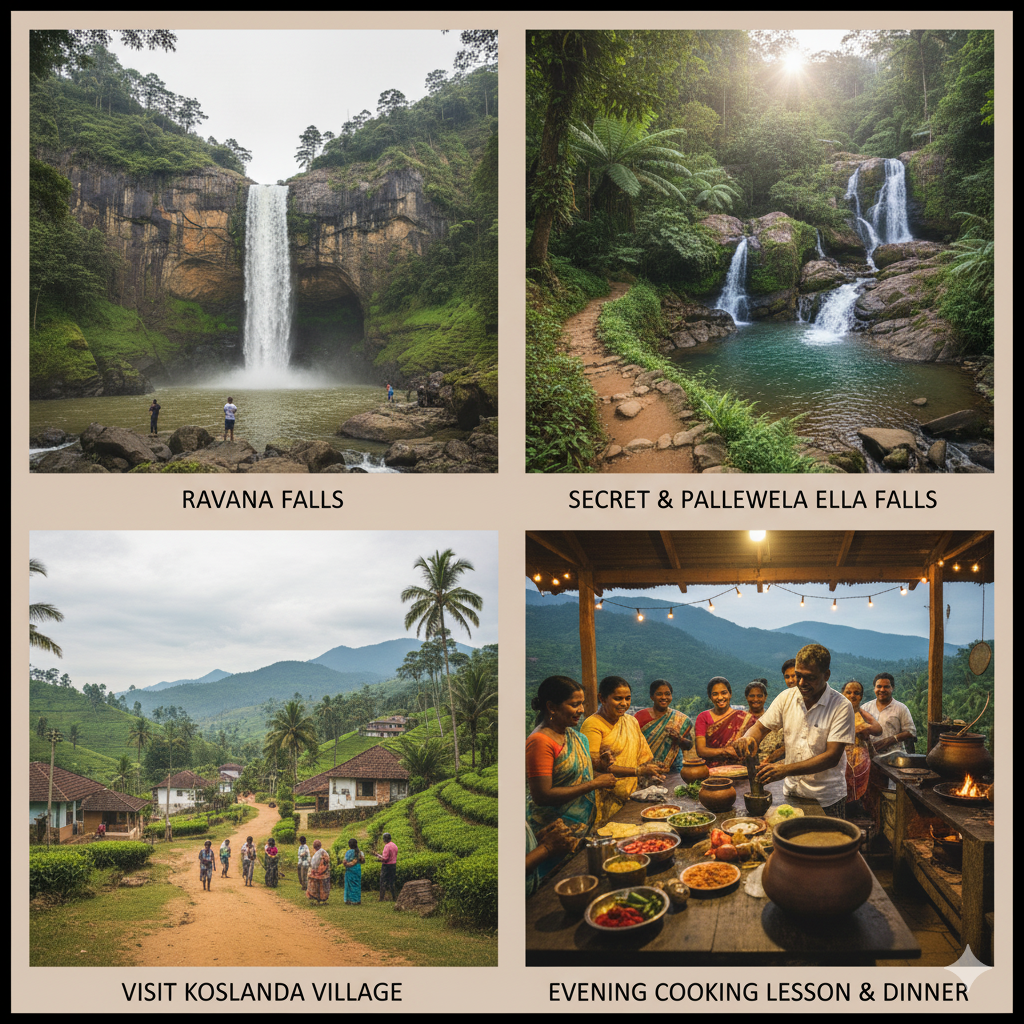 RAVANA FALLS
SECRET & PALLEWELA ELLA FALLS
VISIT KOSLANDA VILLAGE
EVENING COOKING LESSON & DINNER